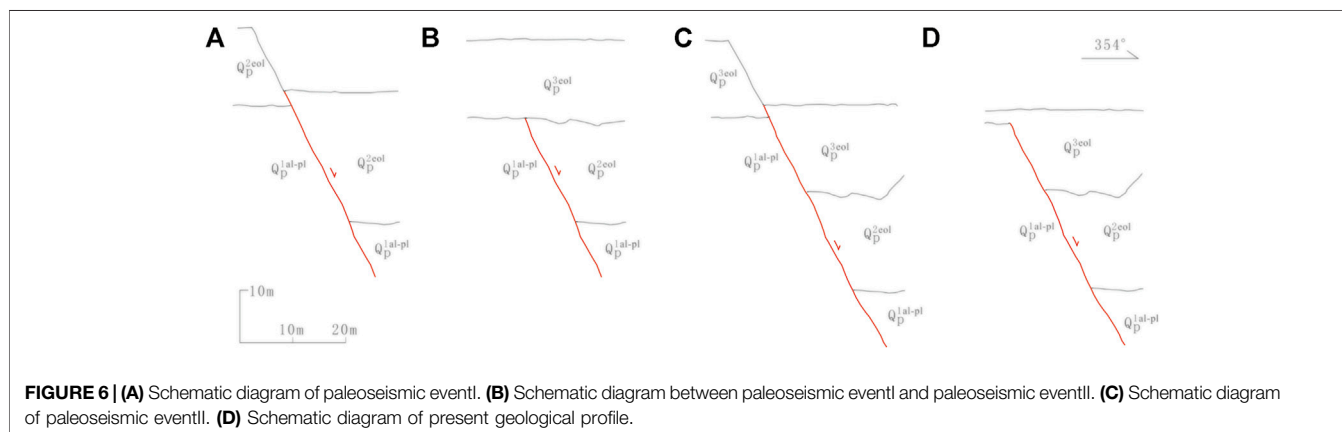 A
B
C
D
354°
Q_p^{2eol}
Q_p^{3eol}
Q_p^{3eol}
Q_p^{3eol}
Q_p^{1al-pl}
Q_p^{2eol}
Q_p^{1al-pl}
Q_p^{2eol}
Q_p^{1al-pl}
Q_p^{3eol}
Q_p^{1al-pl}
Q_p^{2eol}
Q_p^{1al-pl}
Q_p^{1al-pl}
Q_p^{2eol}
Q_p^{1al-pl}
Q_p^{1al-pl}
10m
10m
20m
FIGURE 6 | (A) Schematic diagram of paleoseismic eventI. (B) Schematic diagram between paleoseismic eventI and paleoseismic eventII. (C) Schematic diagram
of paleoseismic eventII. (D) Schematic diagram of present geological profile.